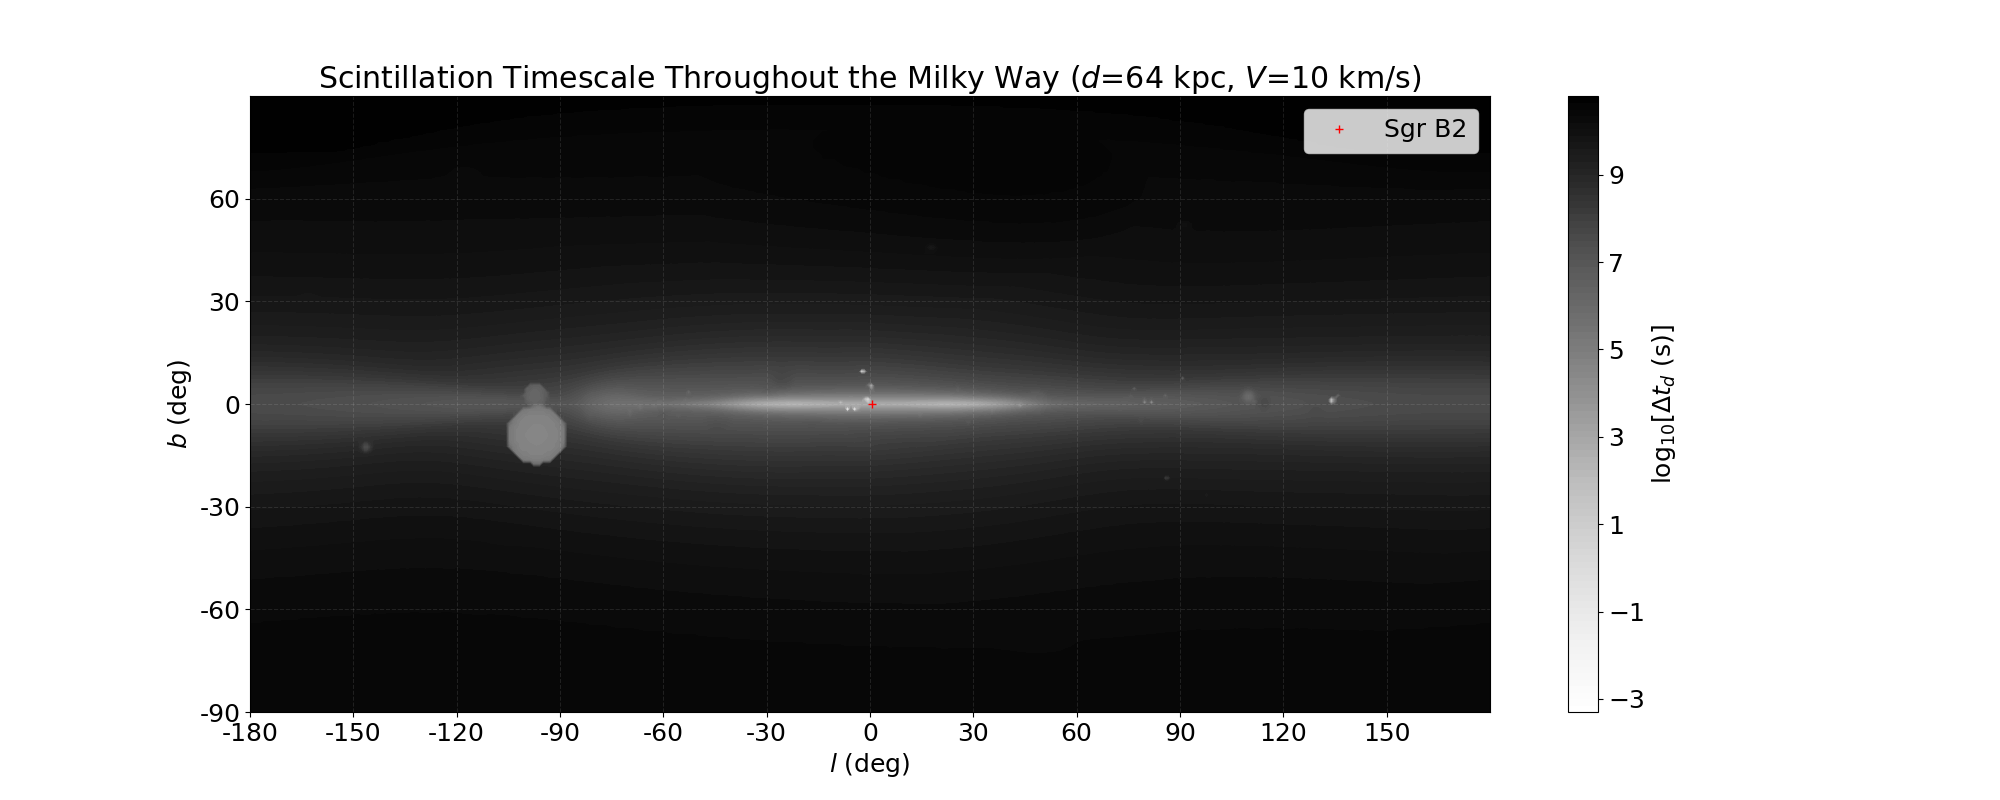 Scintillation Timescale Throughout the Milky Way (d=64 kpc, V=10 km/s)
Sgr B2
60
30
0
-30
-60
-90
b (deg)
-180 -150 -120 -90 -60 -30 0 30 60 90 120 150
l (deg)
9
7
5
3
1
−1
−3
log₁₀[Δt_d (s)]